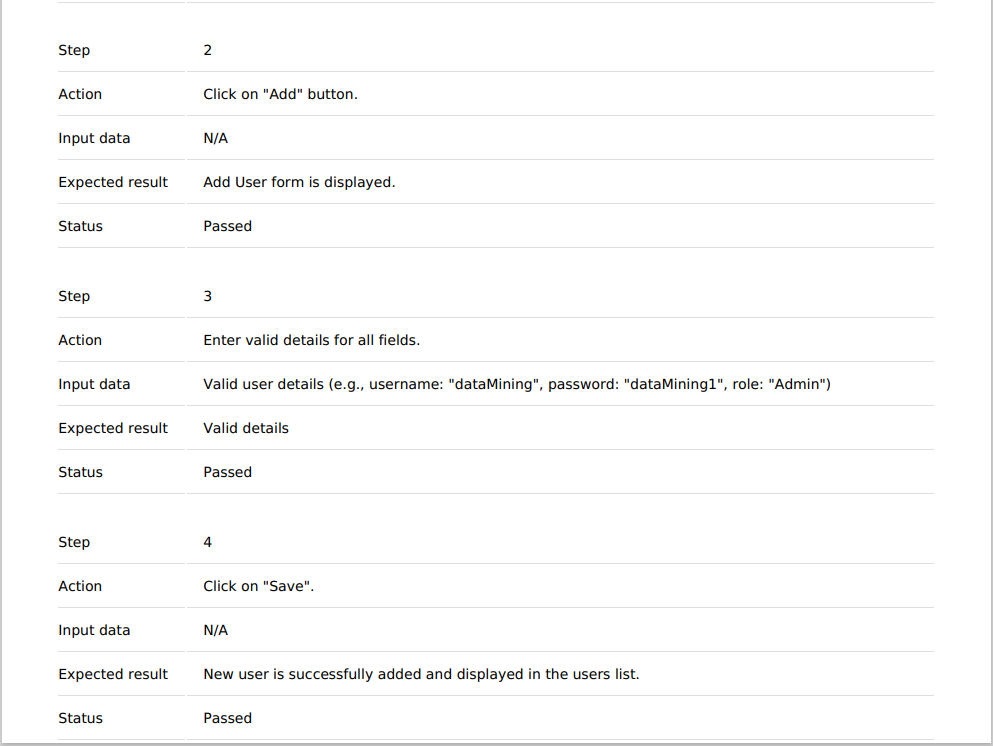 Step 2
Action Click on "Add" button.
Input data N/A
Expected result Add User form is displayed.
Status Passed
Step 3
Action Enter valid details for all fields.
Input data Valid user details (e.g., username: "dataMining", password: "dataMining1", role: "Admin")
Expected result Valid details
Status Passed
Step 4
Action Click on "Save".
Input data N/A
Expected result New user is successfully added and displayed in the users list.
Status Passed